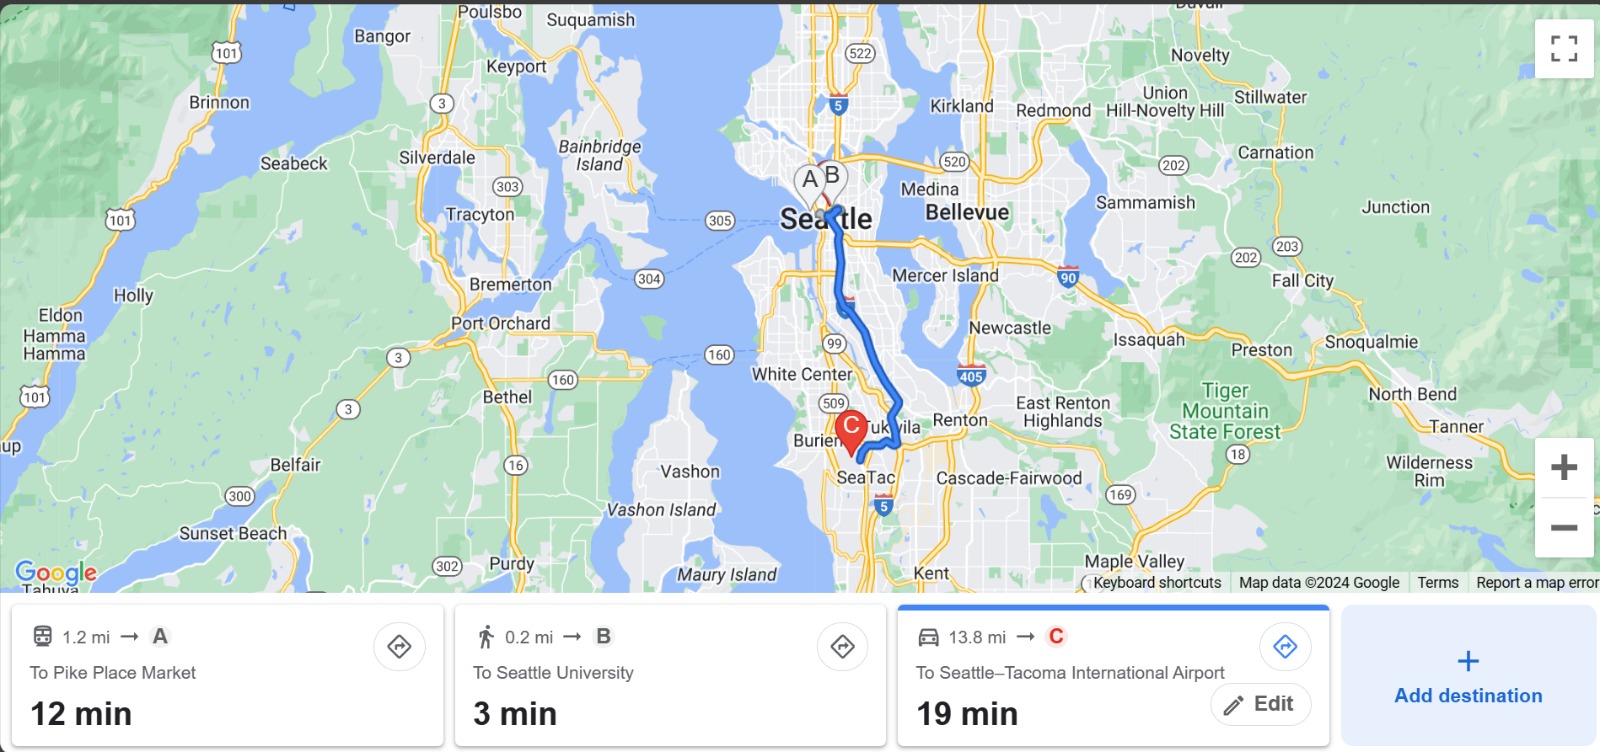 Poulsbo
Suquamish
Duvall
Bangor
101
522
Novelty
Keyport
Brinnon
3
5
Kirkland
Redmond
Union
Hill-Novelty Hill
Stillwater
Seabeck
Silverdale
Bainbridge
Island
520
202
Carnation
A B
303
Medina
Bellevue
Sammamish
Junction
101
Tracyton
305
Seattle
203
202
304
Mercer Island
90
Fall City
Holly
Bremerton
Eldon
Hamma
Hamma
Port Orchard
Newcastle
Issaquah
Preston
Snoqualmie
3
160
99
White Center
405
160
North Bend
101
Bethel
3
509
East Renton
Highlands
Tiger
Mountain
State Forest
Tanner
C
Burien
Tukwila
Renton
18
up
Belfair
16
Vashon
SeaTac
Cascade-Fairwood
Wilderness
Rim
300
Vashon Island
5
169
Sunset Beach
302
Purdy
Maury Island
Kent
Maple Valley
Google
Tahuya
Keyboard shortcuts
Map data ©2024 Google
Terms
Report a map error
1.2 mi → A
To Pike Place Market
12 min
0.2 mi → B
To Seattle University
3 min
13.8 mi → C
To Seattle–Tacoma International Airport
19 min
Edit
+
Add destination